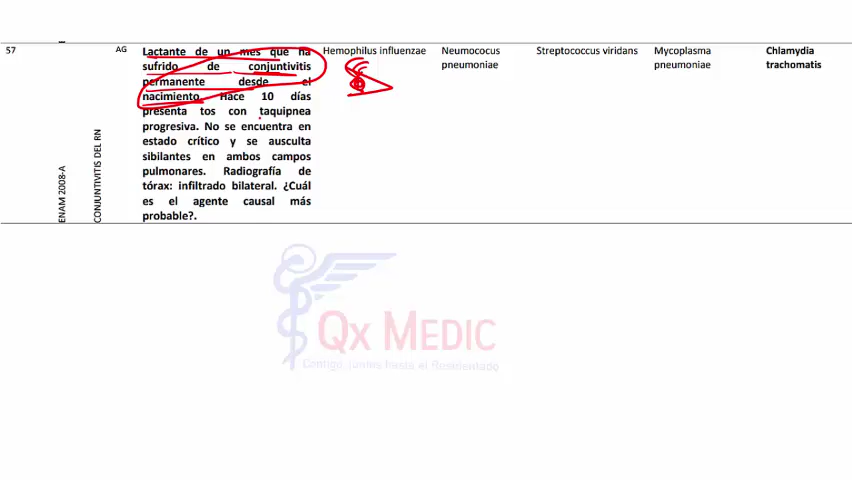 57
AG
Lactante de un mes que ha
sufrido de conjuntivitis
permanente desde el
nacimiento. Hace 10 días
presenta tos con taquipnea
progresiva. No se encuentra en
estado crítico y se ausculta
sibilantes en ambos campos
pulmonares. Radiografía de
tórax: infiltrado bilateral. ¿Cuál
es el agente causal más
probable?.
Hemophilus influenzae
Neumococus
pneumoniae
Streptococcus viridans
Mycoplasma
pneumoniae
Chlamydia
trachomatis
ENAM 2008-A
CONJUNTIVITIS DEL RN
Qx MEDIC
Contigo, juntos hasta el Residentado